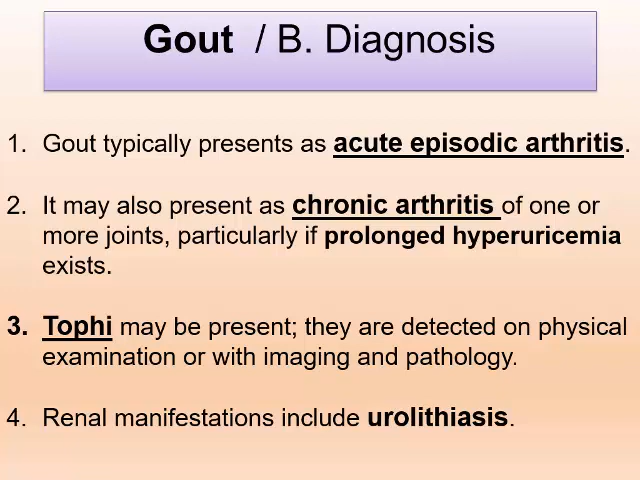 Gout / B. Diagnosis
1. Gout typically presents as acute episodic arthritis.
2. It may also present as chronic arthritis of one or
more joints, particularly if prolonged hyperuricemia
exists.
3. Tophi may be present; they are detected on physical
examination or with imaging and pathology.
4. Renal manifestations include urolithiasis.